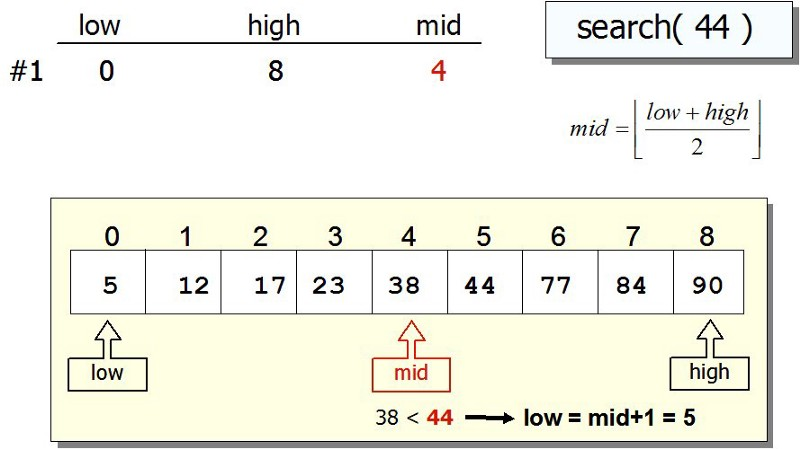 low high mid
search( 44 )
#1 0 8 4
mid = ⌊(low + high) / 2⌋
0 1 2 3 4 5 6 7 8
5 12 17 23 38 44 77 84 90
low mid high
38 < 44 → low = mid+1 = 5